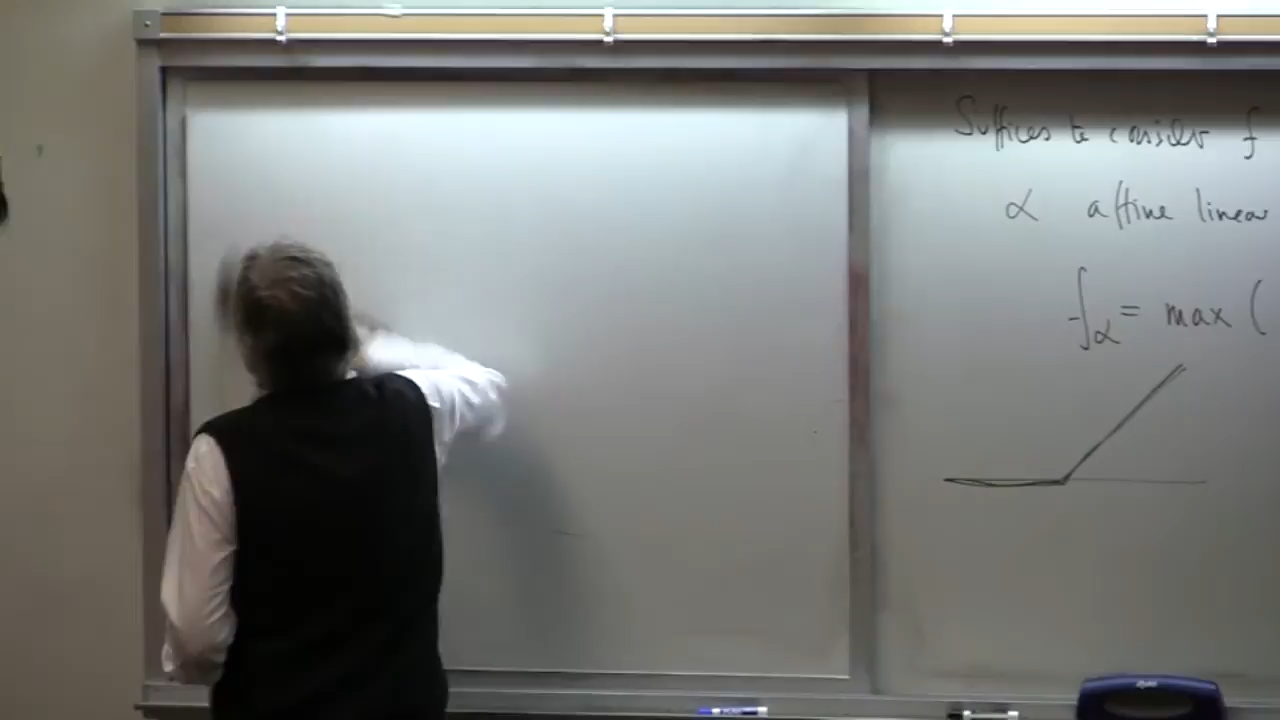 Suffices to consider f
α affine linear
f_α = max (